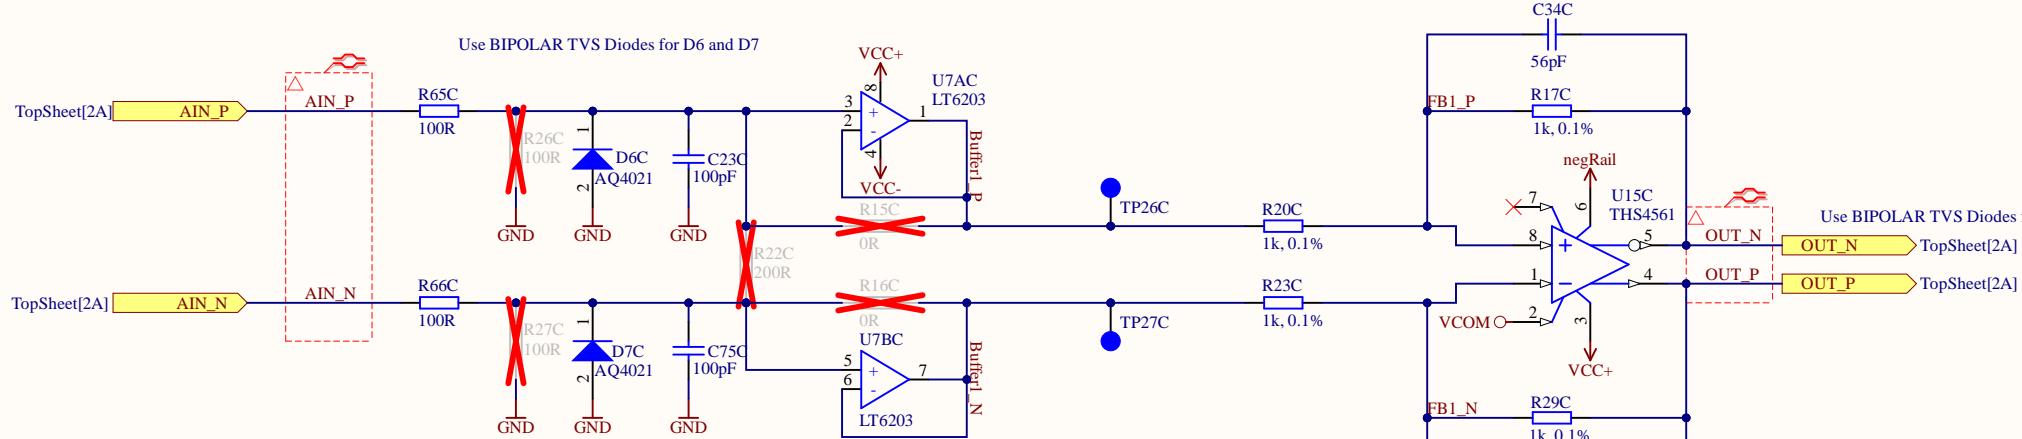 C34C
56pF
Use BIPOLAR TVS Diodes for D6 and D7
VCC+
8
U7AC
LT6203
TopSheet[2A]
AIN_P
AIN_P
R65C
100R
R26C
100R
1
D6C
AQ4021
2
C23C
100pF
3
2
+
-
1
4
VCC-
Buffer1_P
GND
GND
GND
FB1_P
R17C
1k, 0.1%
negRail
6
U15C
THS4561
7
TP26C
R15C
0R
R20C
1k, 0.1%
8
5
OUT_N
OUT_N
TopSheet[2A]
Use BIPOLAR TVS Diodes
R22C
200R
TopSheet[2A]
AIN_N
AIN_N
R66C
100R
R16C
0R
R23C
1k, 0.1%
1
4
OUT_P
OUT_P
TopSheet[2A]
R27C
100R
1
D7C
AQ4021
2
C75C
100pF
U7BC
5
6
+
-
7
LT6203
Buffer1_N
TP27C
VCOM
2
3
VCC+
GND
GND
GND
FB1_N
R29C
1k, 0.1%